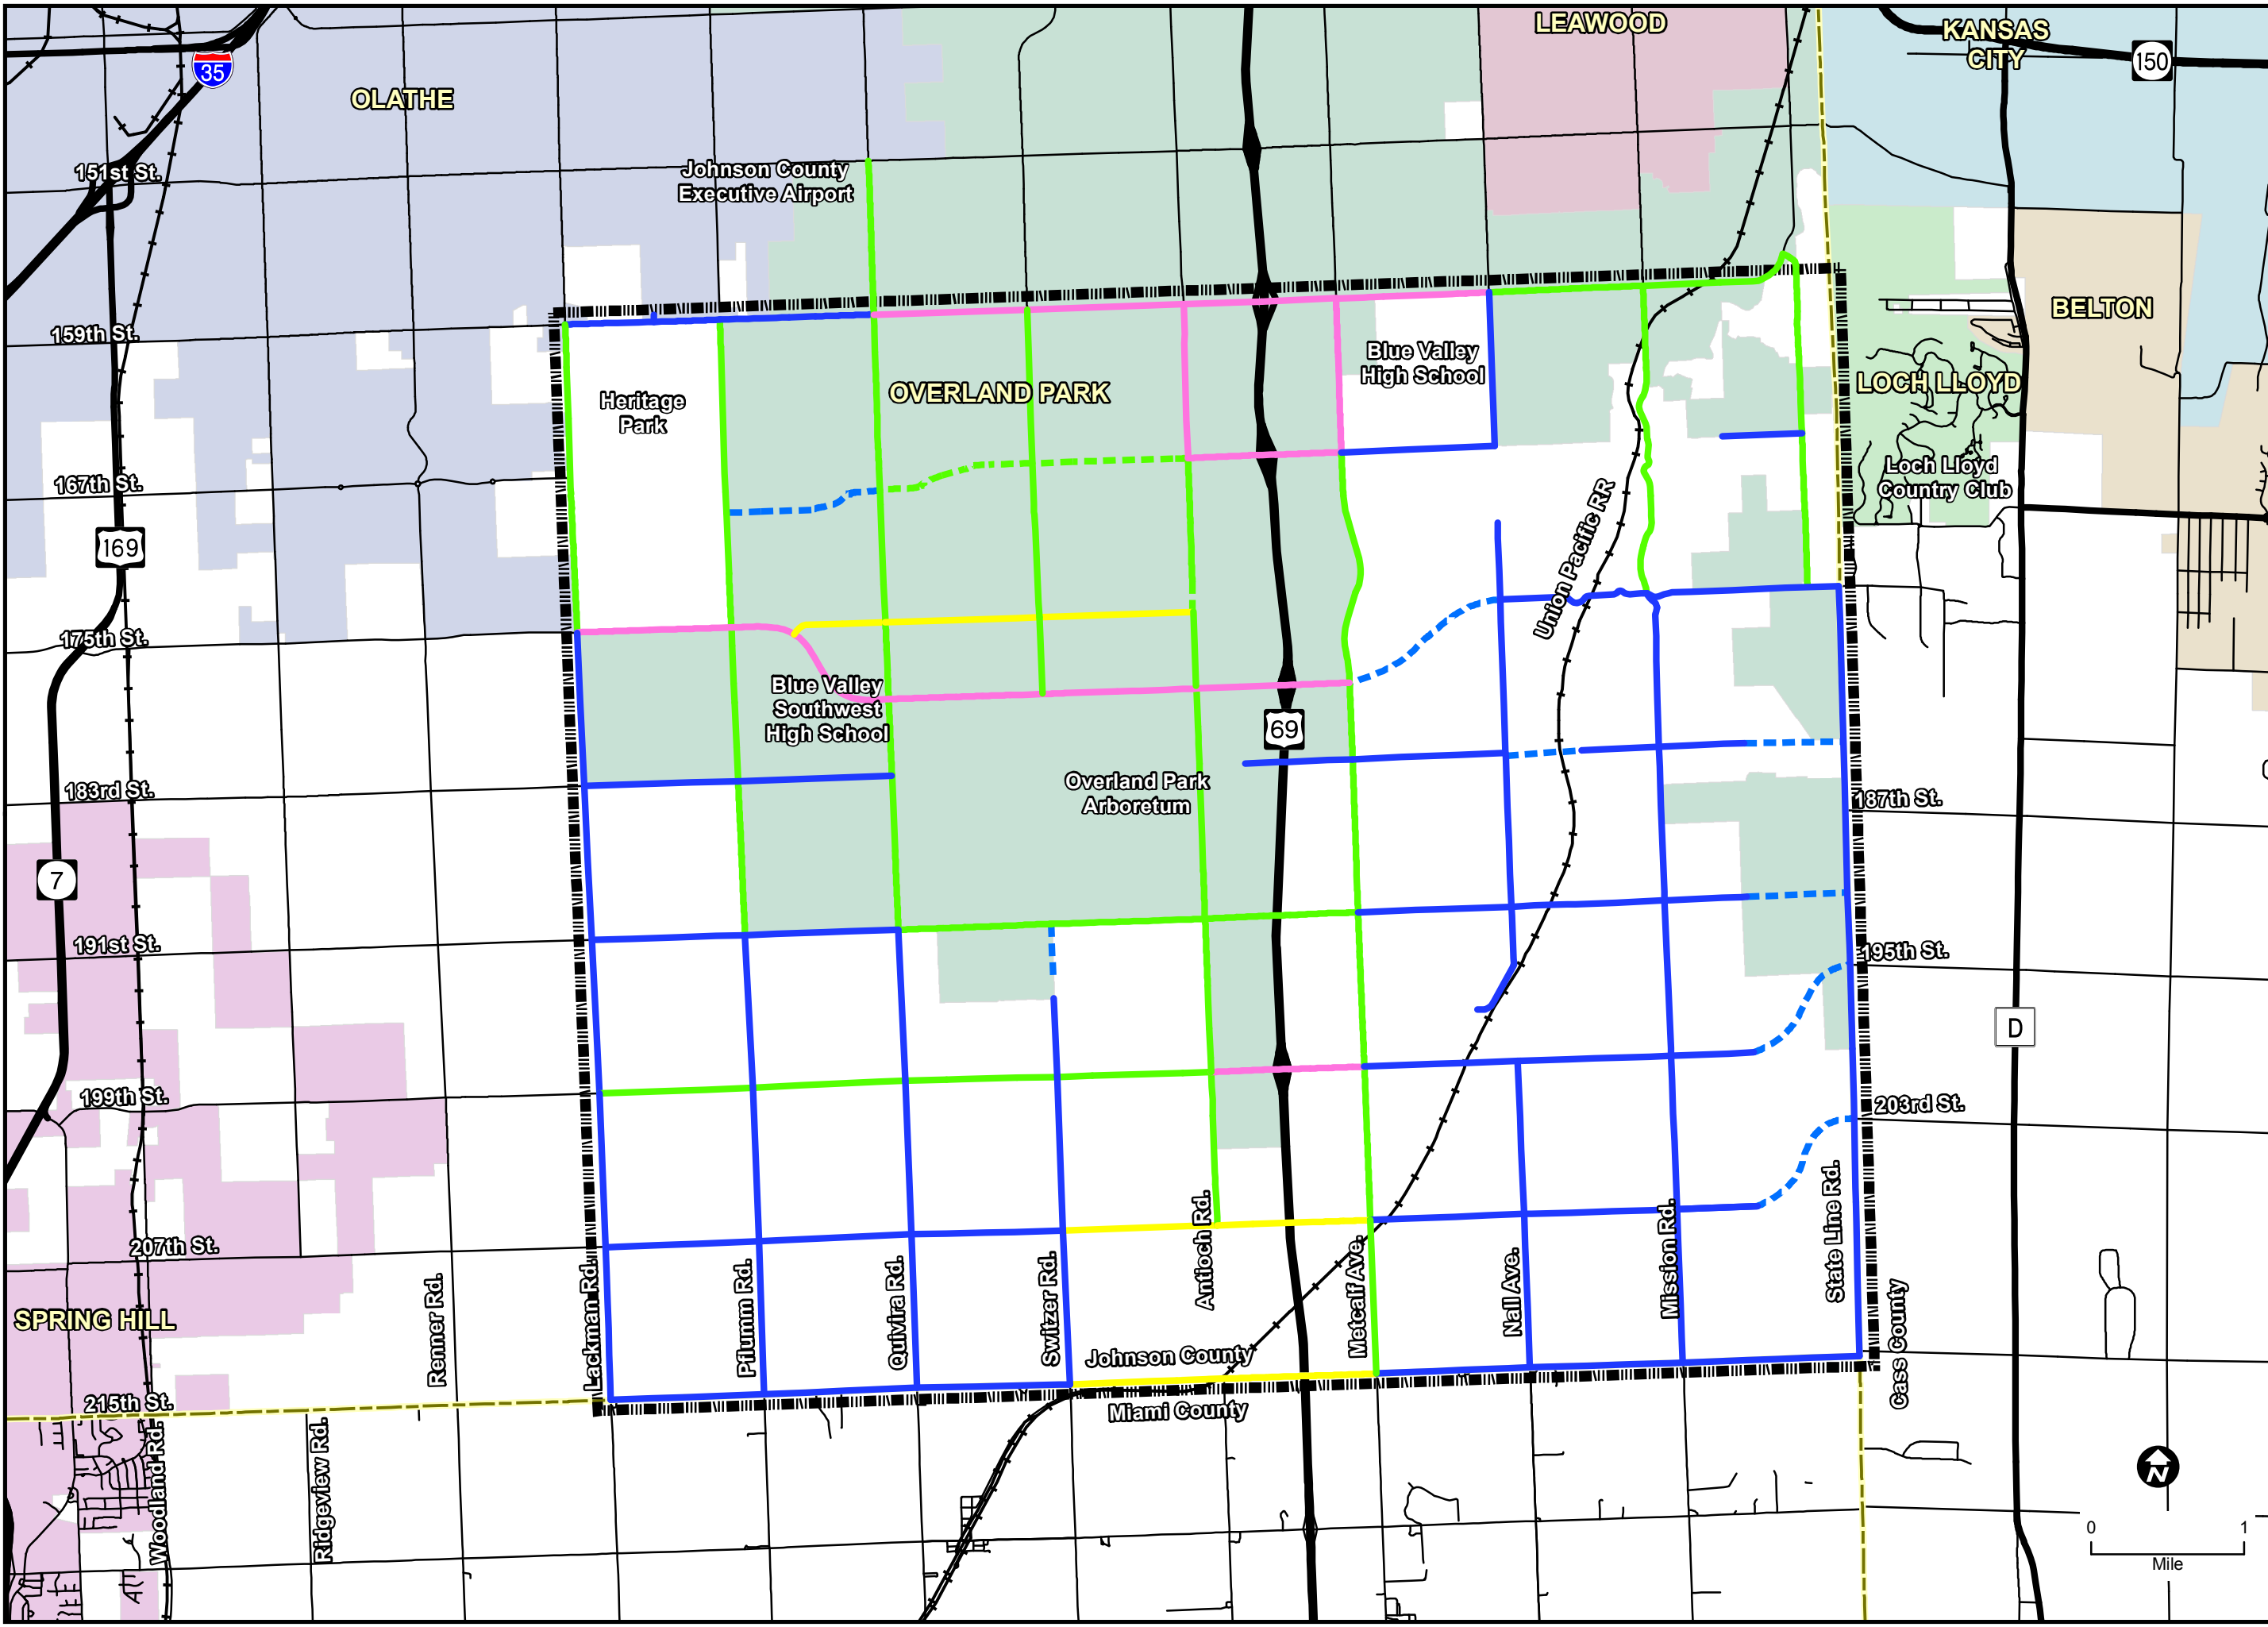 LEAWOOD
KANSAS
CITY
150
35
OLATHE
151st St.
Johnson County
Executive Airport
159th St.
BELTON
Blue Valley
High School
OVERLAND PARK
LOCH LLOYD
Heritage
Park
167th St.
Loch Lloyd
Country Club
Union Pacific RR
169
175th St.
Blue Valley
Southwest
High School
69
Overland Park
Arboretum
183rd St.
187th St.
7
191st St.
195th St.
D
199th St.
203rd St.
207th St.
SPRING HILL
Renner Rd.
Lackman Rd.
Pflumm Rd.
Quivira Rd.
Switzer Rd.
Antioch Rd.
Metcalf Ave.
Nall Ave.
Mission Rd.
State Line Rd.
Cass County
Johnson County
Miami County
215th St.
Woodland Rd.
Ridgeview Rd.
N
0 1
Mile